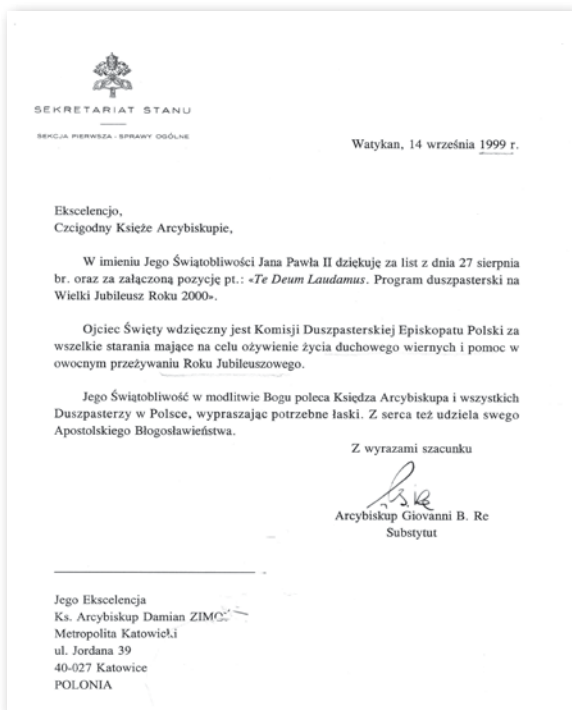 SEKRETARIAT STANU
SEKCJA PIERWSZA - SPRAWY OGÓLNE
Watykan, 14 września 1999 r.
Ekscelencjo,
Czcigodny Księże Arcybiskupie,
W imieniu Jego Świątobliwości Jana Pawła II dziękuję za list z dnia 27 sierpnia
br. oraz za załączoną pozycję pt.: «Te Deum Laudamus. Program duszpasterski na
Wielki Jubileusz Roku 2000».
Ojciec Święty wdzięczny jest Komisji Duszpasterskiej Episkopatu Polski za
wszelkie starania mające na celu ożywienie życia duchowego wiernych i pomoc w
owocnym przeżywaniu Roku Jubileuszowego.
Jego Świątobliwość w modlitwie Bogu poleca Księdza Arcybiskupa i wszystkich
Duszpasterzy w Polsce, wypraszając potrzebne łaski. Z serca też udziela swego
Apostolskiego Błogosławieństwa.
Z wyrazami szacunku
Arcybiskup Giovanni B. Re
Substytut
Jego Ekscelencja
Ks. Arcybiskup Damian
Metropolita Katowicki
ul. Jordana 39
40-027 Katowice
POLONIA